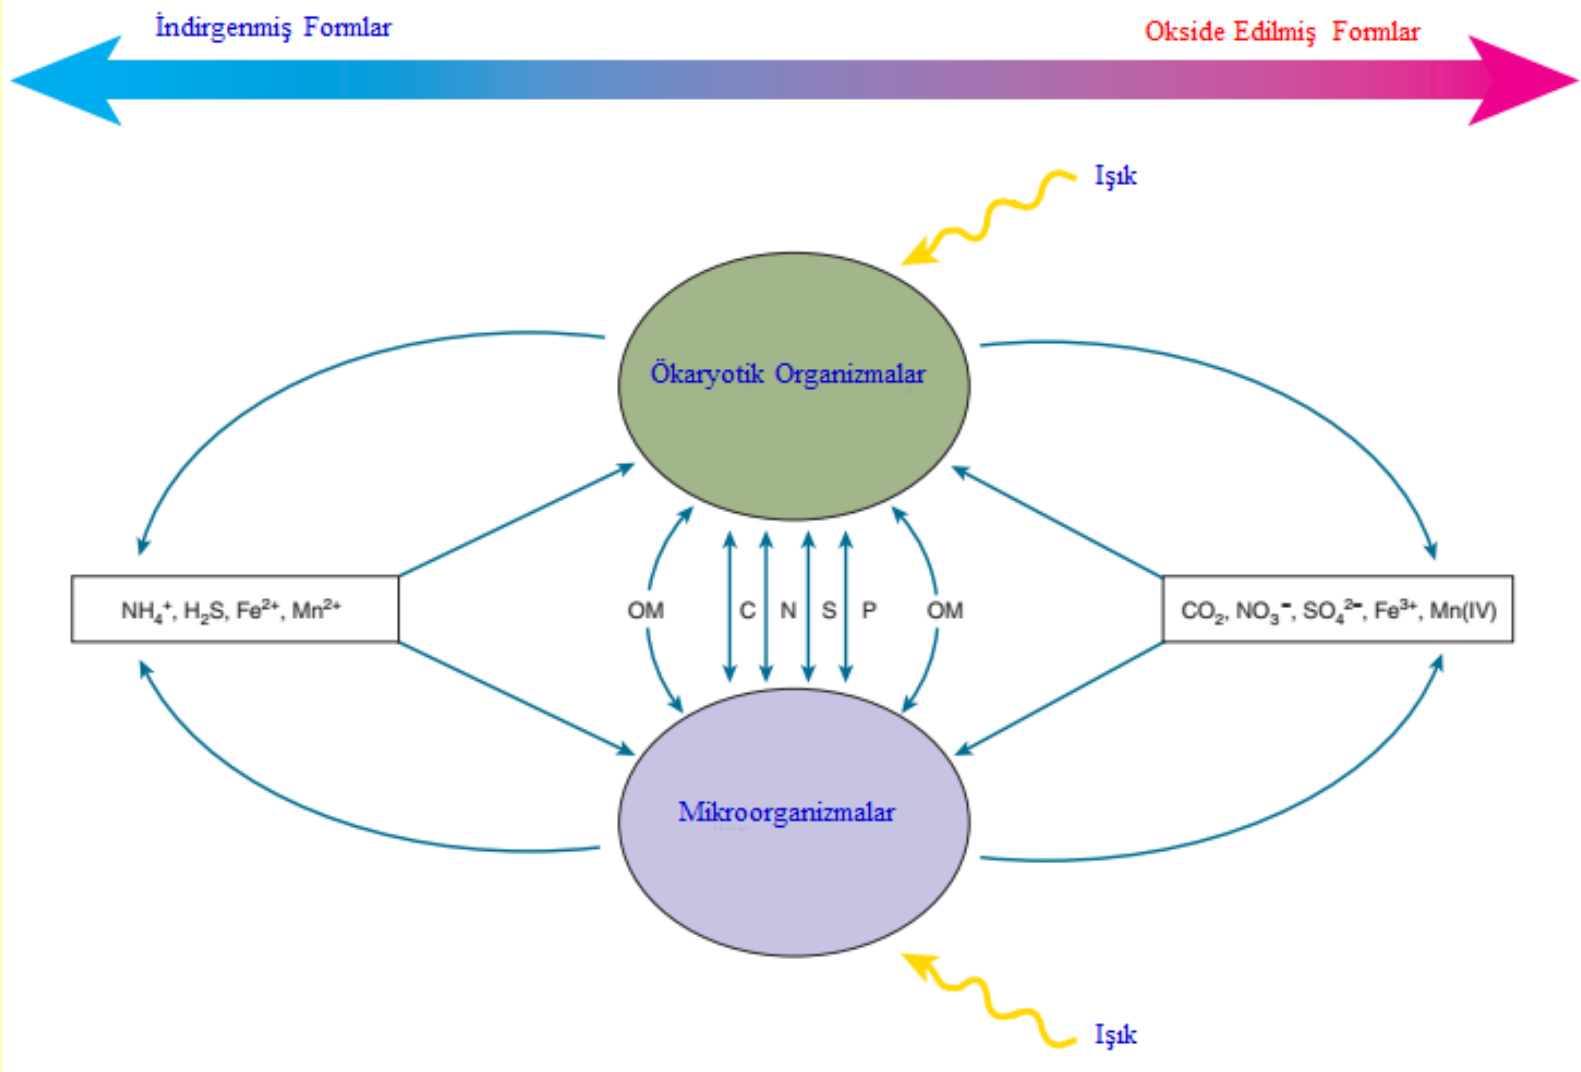 İndirgenmiş Formlar
Okside Edilmiş Formlar
Işık
Ökaryotik Organizmalar
NH₄⁺, H₂S, Fe²⁺, Mn²⁺
OM
C
N
S
P
OM
CO₂, NO₃⁻, SO₄²⁻, Fe³⁺, Mn(IV)
Mikroorganizmalar
Işık